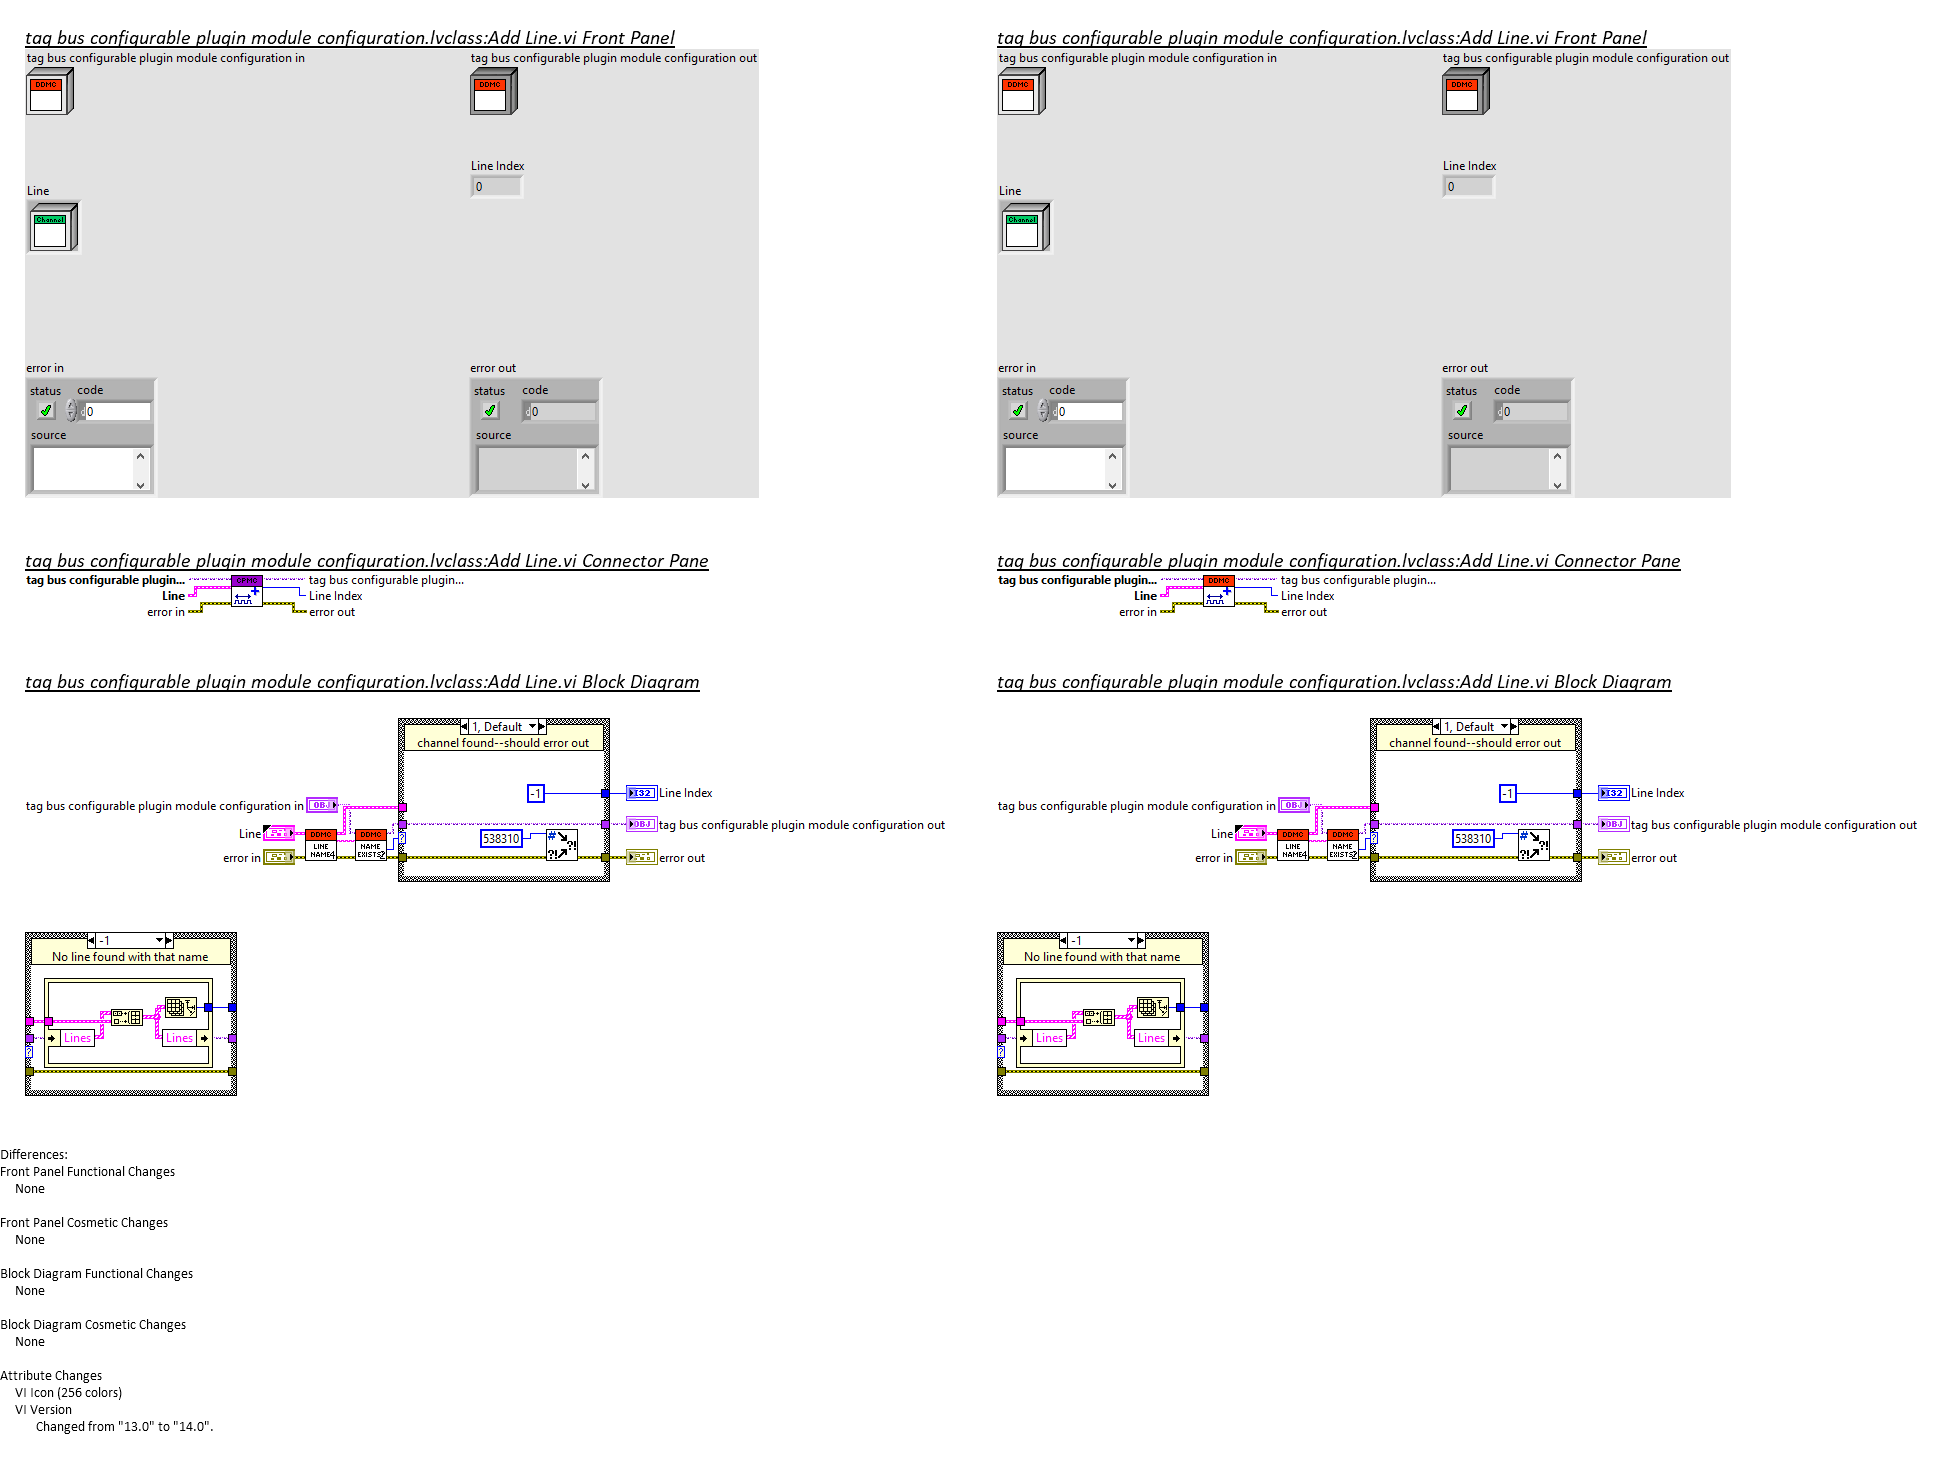 tag bus configurable plugin module configuration.lvclass:Add Line.vi Front Panel
tag bus configurable plugin module configuration in
tag bus configurable plugin module configuration out
DDMC
DDMC
Line Index
0
Line
Channel
error in
status
code
d 0
source
error out
status
code
d 0
source
tag bus configurable plugin module configuration.lvclass:Add Line.vi Connector Pane
tag bus configurable plugin...
CPMC
tag bus configurable plugin...
Line
Line Index
error in
error out
tag bus configurable plugin module configuration.lvclass:Add Line.vi Block Diagram
1, Default
channel found--should error out
-1
I32
Line Index
tag bus configurable plugin module configuration in
OBJ
OBJ
tag bus configurable plugin module configuration out
Line
DDMC
LINE
NAME4
DDMC
NAME
EXISTS2
?
538310
#
?!
?!
error in
error out
-1
No line found with that name
Lines
Lines
?
tag bus configurable plugin module configuration.lvclass:Add Line.vi Front Panel
tag bus configurable plugin module configuration in
tag bus configurable plugin module configuration out
DDMC
DDMC
Line Index
0
Line
Channel
error in
status
code
d 0
source
error out
status
code
d 0
source
tag bus configurable plugin module configuration.lvclass:Add Line.vi Connector Pane
tag bus configurable plugin...
DDMC
tag bus configurable plugin...
Line
Line Index
error in
error out
tag bus configurable plugin module configuration.lvclass:Add Line.vi Block Diagram
1, Default
channel found--should error out
-1
I32
Line Index
tag bus configurable plugin module configuration in
OBJ
OBJ
tag bus configurable plugin module configuration out
Line
DDMC
LINE
NAME4
DDMC
NAME
EXISTS2
?
538310
#
?!
?!
error in
error out
-1
No line found with that name
Lines
Lines
?
Differences:
Front Panel Functional Changes
None
Front Panel Cosmetic Changes
None
Block Diagram Functional Changes
None
Block Diagram Cosmetic Changes
None
Attribute Changes
VI Icon (256 colors)
VI Version
Changed from "13.0" to "14.0".